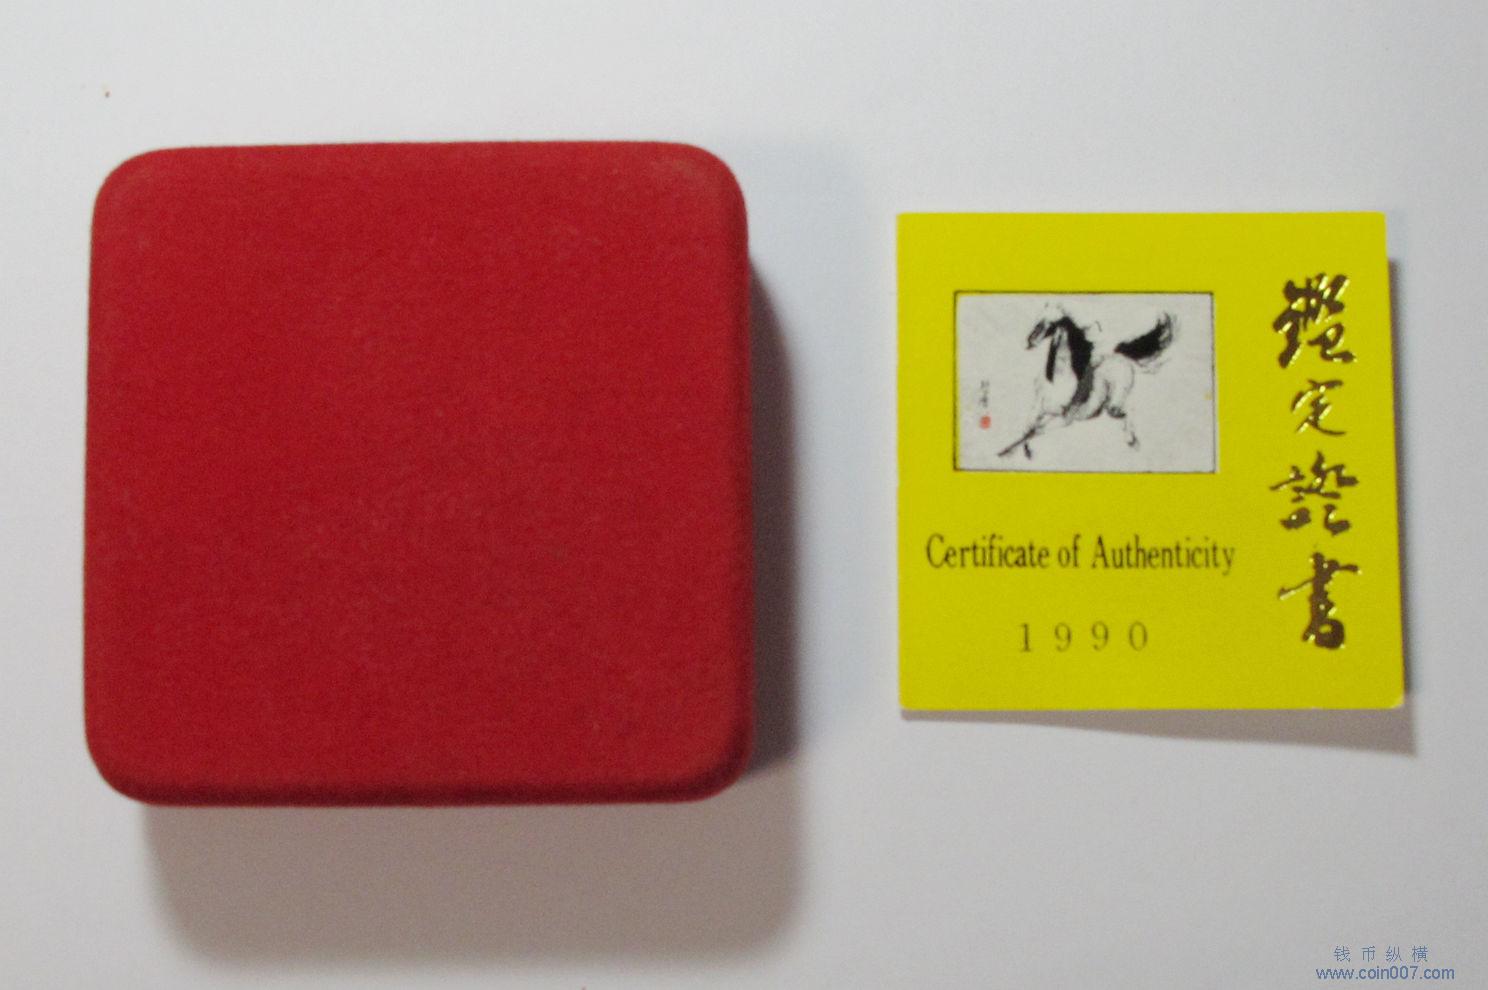 鑑定證書
Certificate of Authenticity
1990
钱币纵横
www.coin007.com